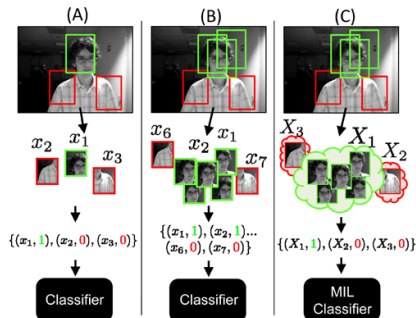 (A)
x₂ x₁ x₃
{(x₁, 1), (x₂, 0), (x₃, 0)}
Classifier
(B)
x₆ x₂ x₁ x₇
{(x₁, 1), (x₂, 1)...
(x₆, 0), (x₇, 0)}
Classifier
(C)
X₃ X₁ X₂
{(X₁, 1), (X₂, 0), (X₃, 0)}
MIL
Classifier